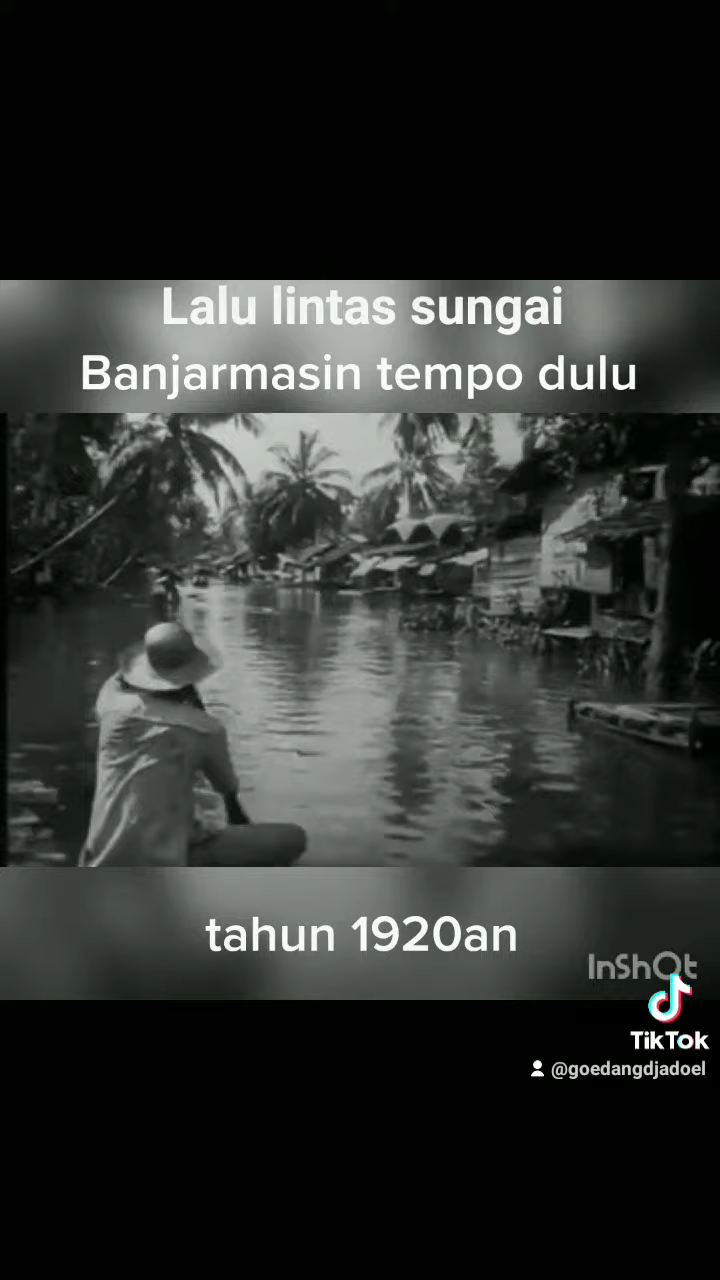 Lalu lintas sungai
Banjarmasin tempo dulu
tahun 1920an
InShOt
TikTok
@goedangdjadoel